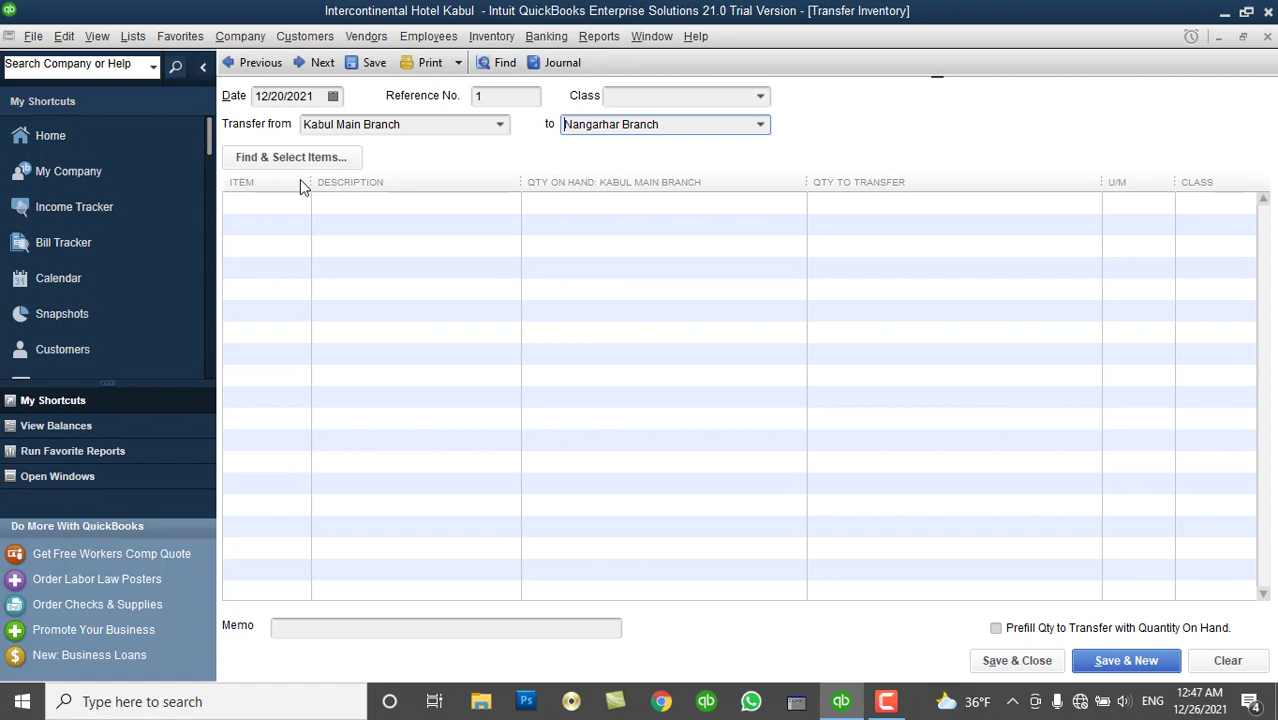 Intercontinental Hotel Kabul - Intuit QuickBooks Enterprise Solutions 21.0 Trial Version - [Transfer Inventory]
File Edit View Lists Favorites Company Customers Vendors Employees Inventory Banking Reports Window Help
Search Company or Help
Previous Next Save Print Find Journal
My Shortcuts
Date 12/20/2021 Reference No. 1 Class
Transfer from Kabul Main Branch to Nangarhar Branch
Find & Select Items...
ITEM DESCRIPTION QTY ON HAND: KABUL MAIN BRANCH QTY TO TRANSFER U/M CLASS
Home
My Company
Income Tracker
Bill Tracker
Calendar
Snapshots
Customers
My Shortcuts
View Balances
Run Favorite Reports
Open Windows
Do More With QuickBooks
Get Free Workers Comp Quote
Order Labor Law Posters
Order Checks & Supplies
Promote Your Business
New: Business Loans
Memo
Prefill Qty to Transfer with Quantity On Hand.
Save & Close Save & New Clear
Type here to search
Ps
qb
qb
C
36°F
ENG
12:47 AM
12/26/2021
4